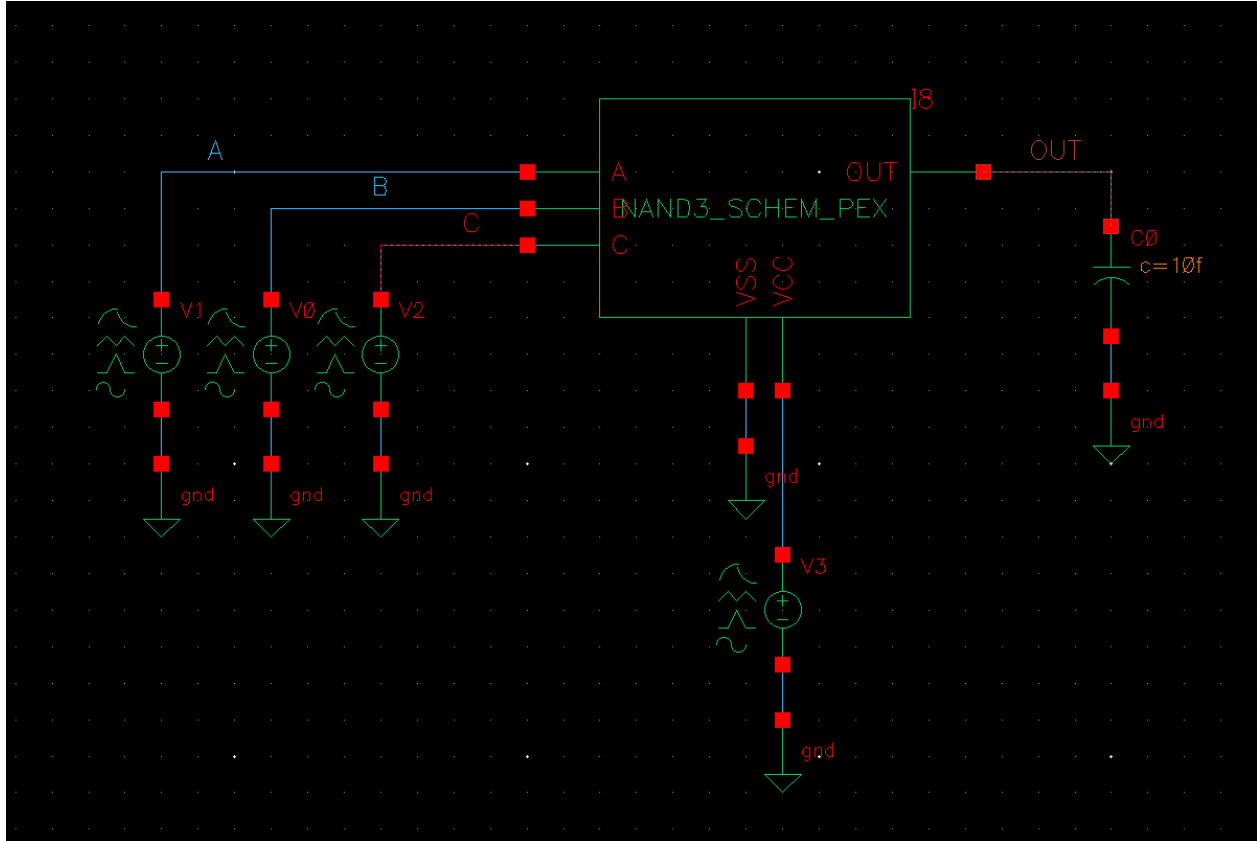 I8
A
OUT
B
A
OUT
B
NAND3_SCHEM_PEX
C
C
C0
c=10f
VSS
VCC
V1
V0
V2
gnd
gnd
gnd
gnd
gnd
V3
gnd